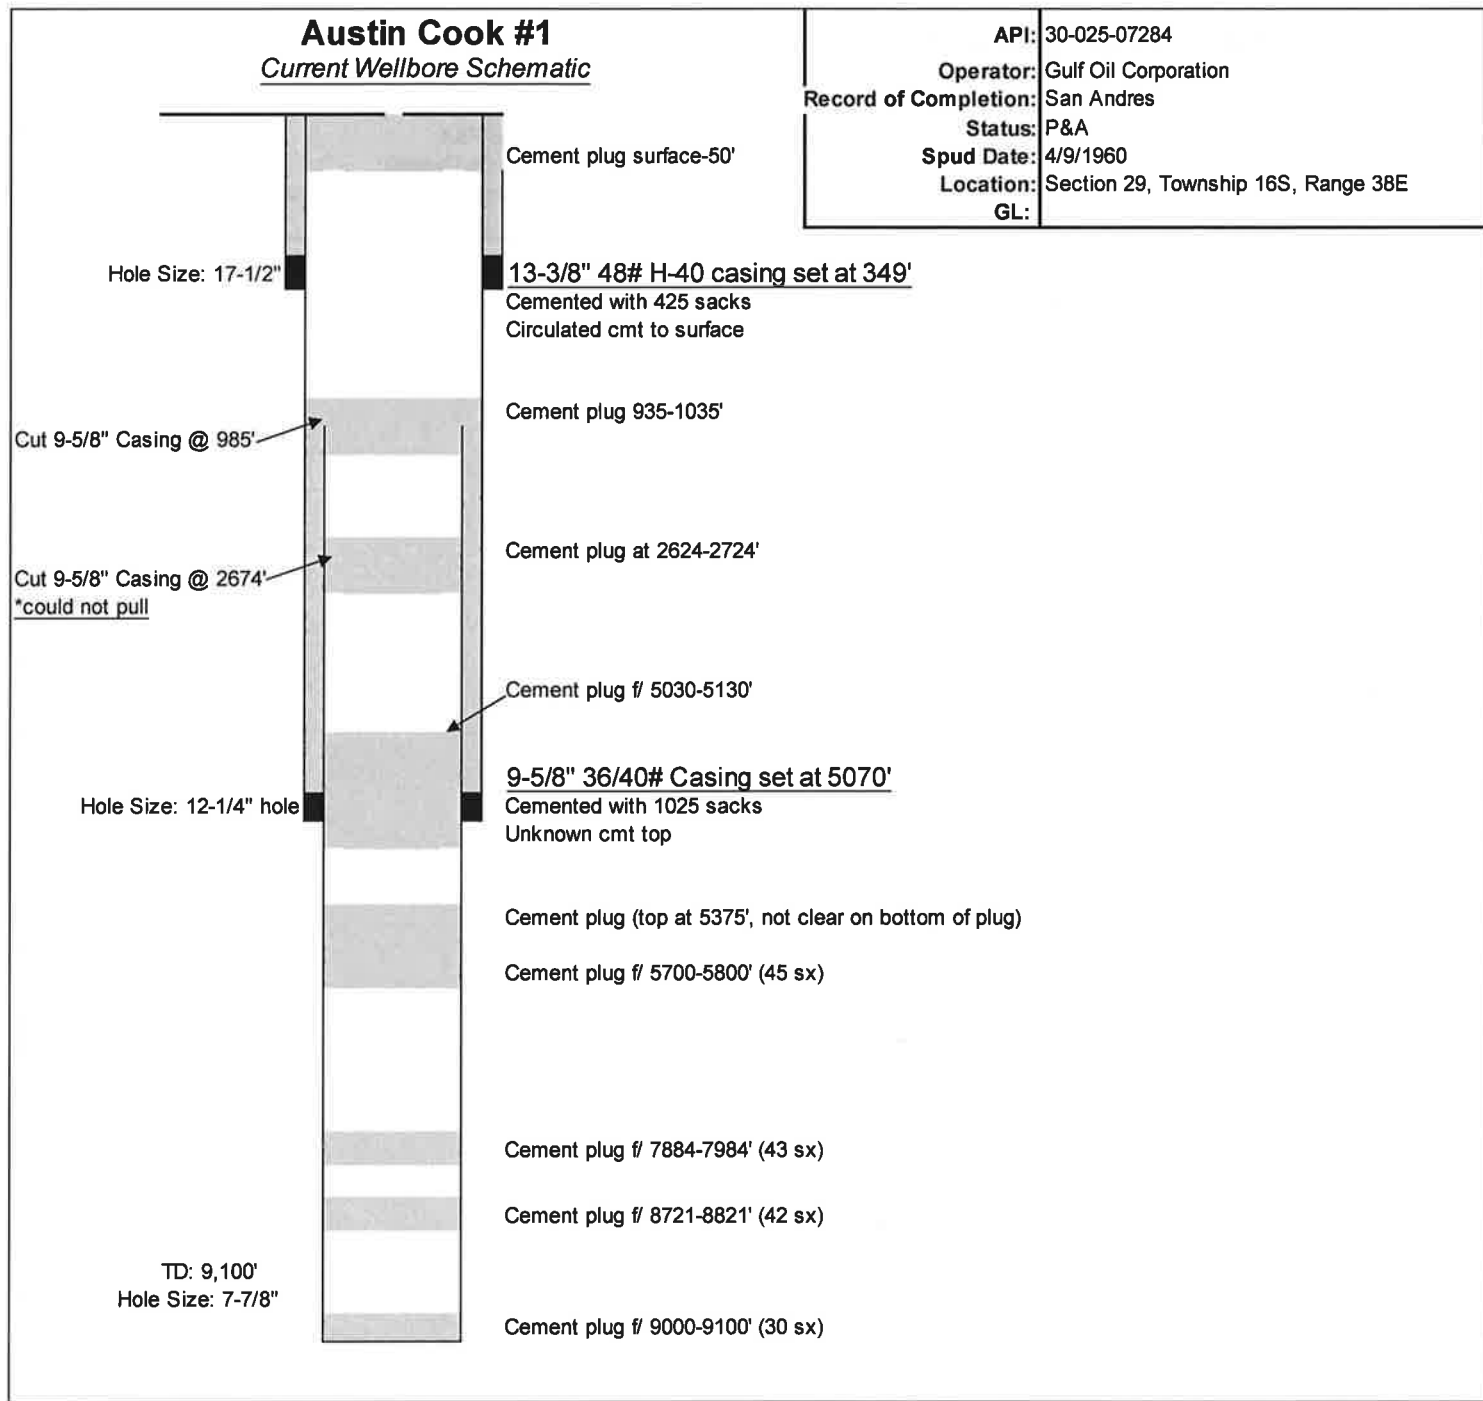 Austin Cook #1
Current Wellbore Schematic
API: 30-025-07284
Operator: Gulf Oil Corporation
Record of Completion: San Andres
Status: P&A
Spud Date: 4/9/1960
Location: Section 29, Township 16S, Range 38E
GL:
Cement plug surface-50'
Hole Size: 17-1/2"
13-3/8" 48# H-40 casing set at 349'
Cemented with 425 sacks
Circulated cmt to surface
Cement plug 935-1035'
Cut 9-5/8" Casing @ 985'
Cement plug at 2624-2724'
Cut 9-5/8" Casing @ 2674'
*could not pull
Cement plug f/ 5030-5130'
9-5/8" 36/40# Casing set at 5070'
Hole Size: 12-1/4" hole
Cemented with 1025 sacks
Unknown cmt top
Cement plug (top at 5375', not clear on bottom of plug)
Cement plug f/ 5700-5800' (45 sx)
Cement plug f/ 7884-7984' (43 sx)
Cement plug f/ 8721-8821' (42 sx)
TD: 9,100'
Hole Size: 7-7/8"
Cement plug f/ 9000-9100' (30 sx)